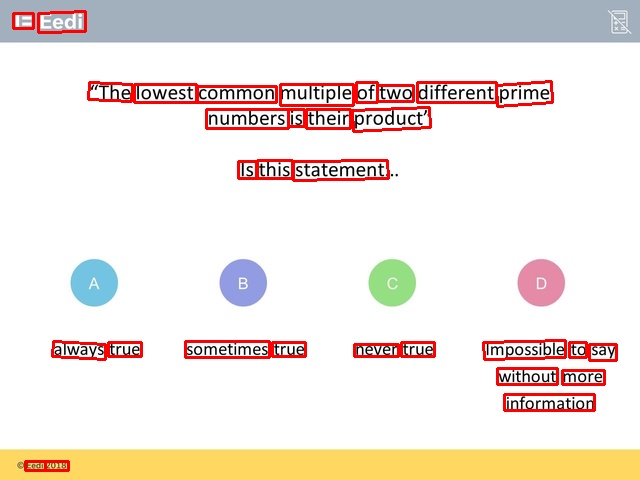 Eedi
“The lowest common multiple of two different prime
numbers is their product”
Is this statement...
A
B
C
D
always true
sometimes true
never true
Impossible to say
without more
information
© Eedi 2018